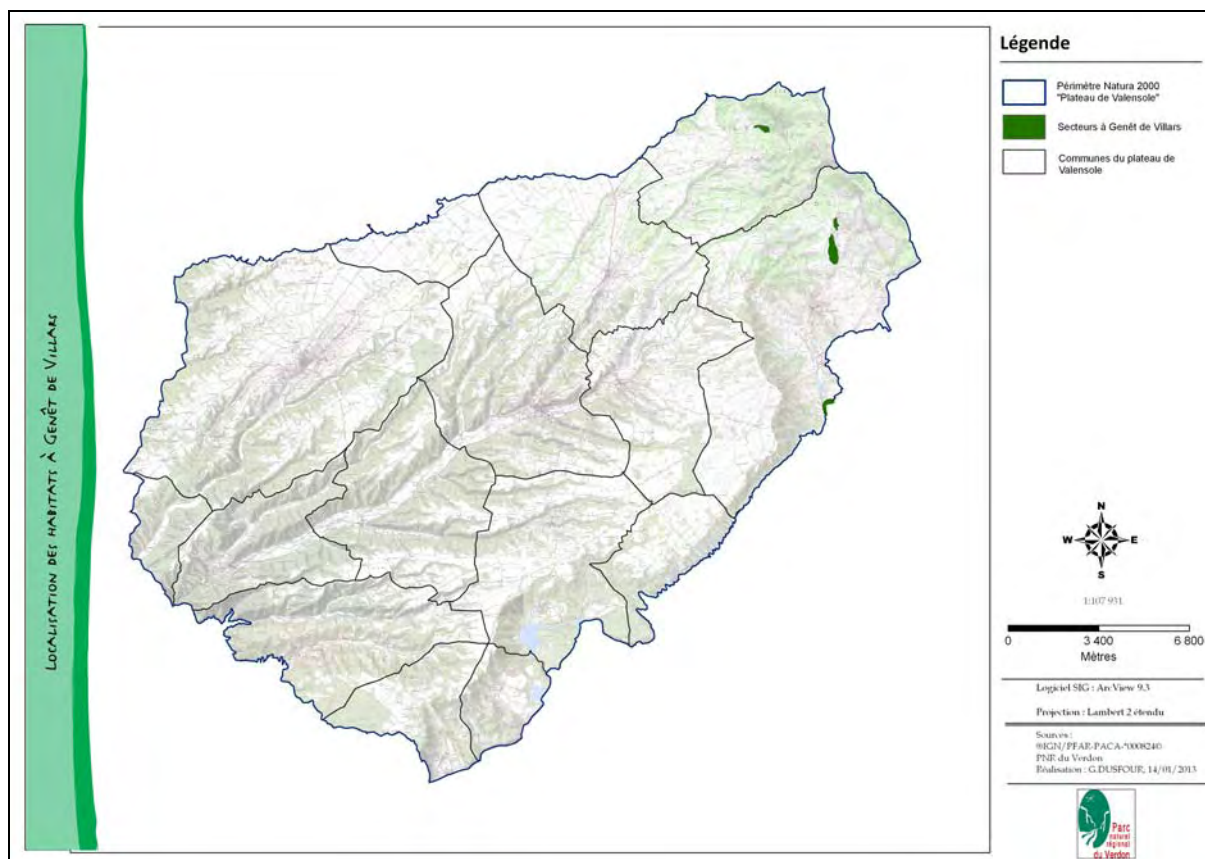 LOCALISATION DES HABITATS À GENÊT DE VILLARS
Légende
Périmètre Natura 2000
"Plateau de Valensole"
Secteurs à Genêt de Villars
Communes du plateau de
Valensole
N
W E
S
1:107 931
0 3 400 6 800
Mètres
Logiciel SIG : ArcView 9.3
Projection : Lambert 2 étendu
Sources :
®IGN/PFAR-PACA-°0008240
PNR du Verdon
Réalisation : G.DUSFOUR, 14/01/2013
Parc
naturel
régional
du Verdon